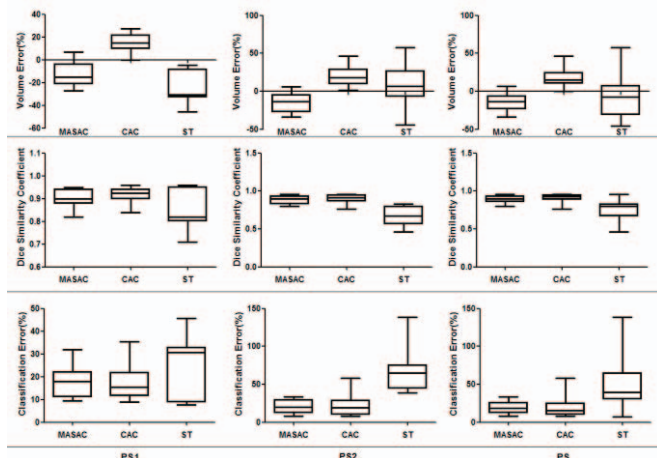 Volume Error(%)
60
40
20
0
-20
-40
-60
MASAC CAC ST
Volume Error(%)
100
50
0
-50
MASAC CAC ST
Volume Error(%)
100
50
0
-50
MASAC CAC ST
Dice Similarity Coefficient
1.1
1.0
0.9
0.8
0.7
0.6
MASAC CAC ST
Dice Similarity Coefficient
1.5
1.0
0.5
0.0
MASAC CAC ST
Dice Similarity Coefficient
1.5
1.0
0.5
0.0
MASAC CAC ST
Classification Error(%)
50
40
30
20
10
0
MASAC CAC ST
Classification Error(%)
150
100
50
0
MASAC CAC ST
Classification Error(%)
150
100
50
0
MASAC CAC ST
PS1 PS2 PS